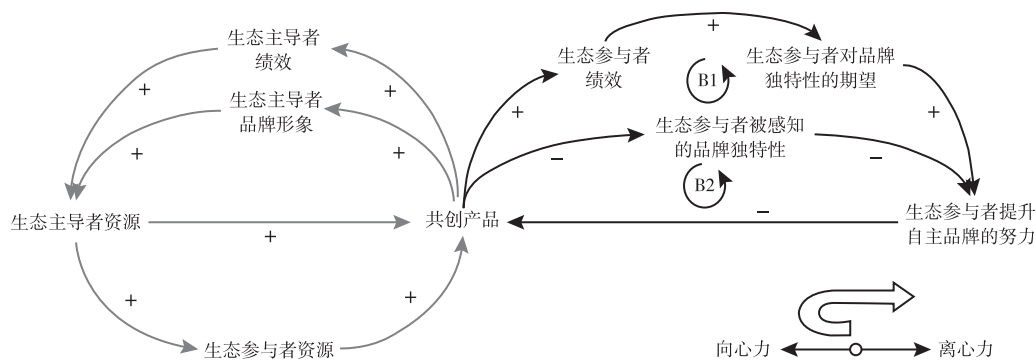 生态主导者
绩效
+
+
生态主导者
品牌形象
+
+
生态主导者资源
+
共创产品
+
+
生态参与者资源
生态参与者
绩效
+
生态参与者对品牌
独特性的期望
B1
+
+
生态参与者被感知
的品牌独特性
−
−
B2
−
生态参与者提升
自主品牌的努力
向心力
离心力